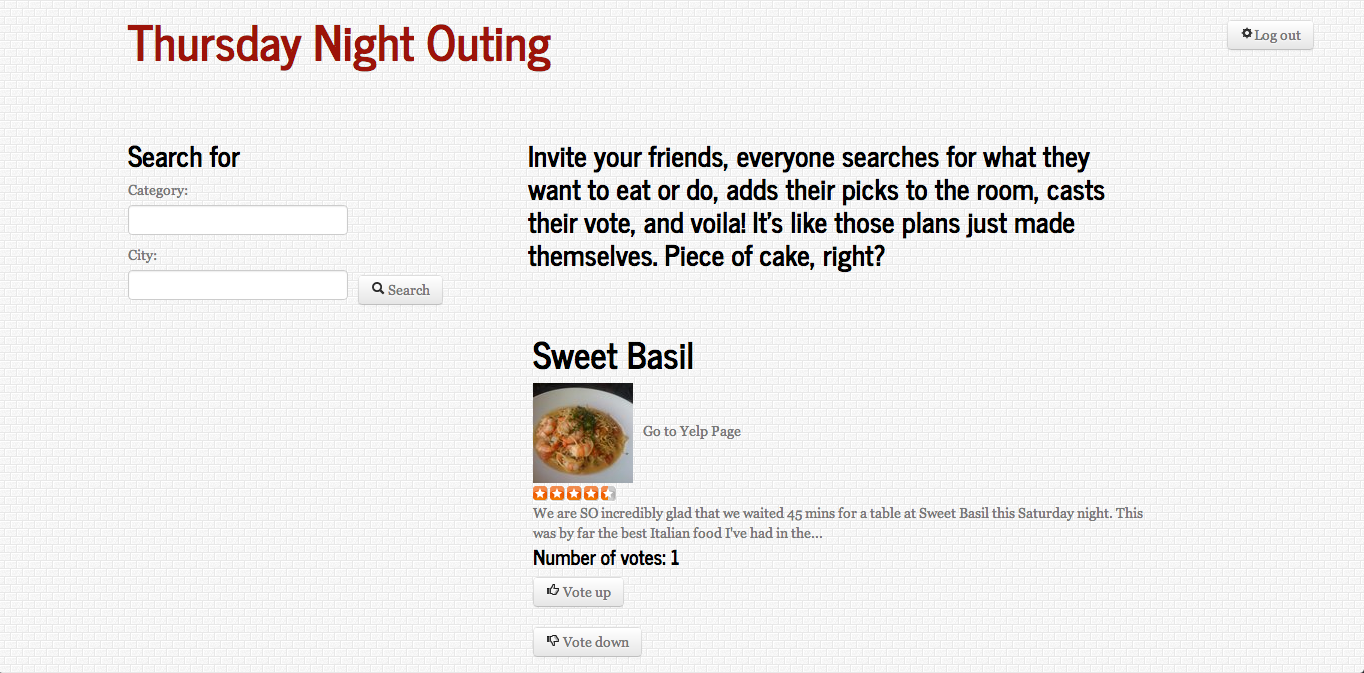 Thursday Night Outing
Log out
Search for
Category:
City:
Search
Invite your friends, everyone searches for what they
want to eat or do, adds their picks to the room, casts
their vote, and voila! It's like those plans just made
themselves. Piece of cake, right?
Sweet Basil
Go to Yelp Page
We are SO incredibly glad that we waited 45 mins for a table at Sweet Basil this Saturday night. This
was by far the best Italian food I've had in the...
Number of votes: 1
Vote up
Vote down